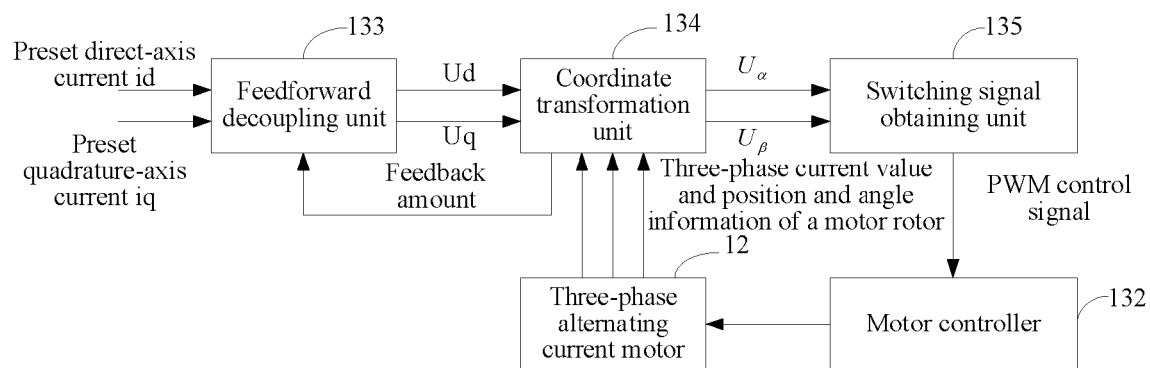 133
134
135
Preset direct-axis
current id
Feedforward
decoupling unit
Ud
Uq
Coordinate
transformation
unit
Uα
Uβ
Switching signal
obtaining unit
Preset
quadrature-axis
current iq
Feedback
amount
Three-phase current value
and position and angle
information of a motor rotor
PWM control
signal
12
Three-phase
alternating
current motor
Motor controller
132